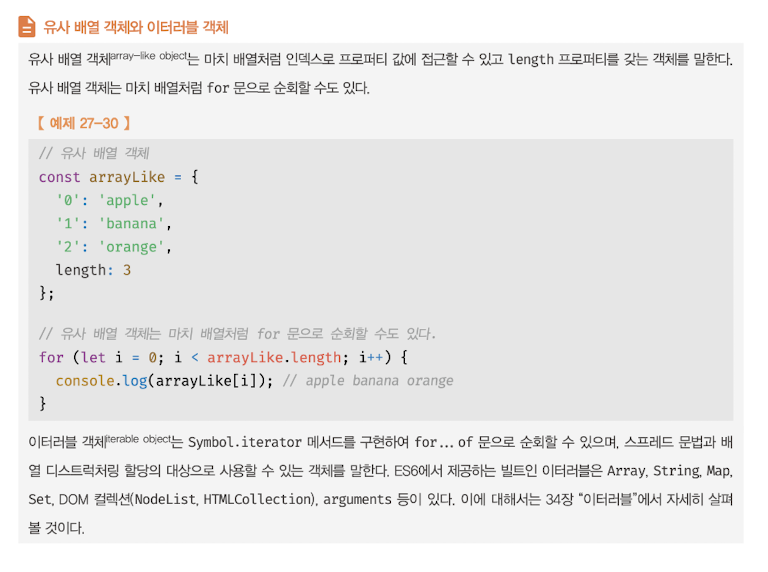 유사 배열 객체와 이터러블 객체
유사 배열 객체array-like object는 마치 배열처럼 인덱스로 프로퍼티 값에 접근할 수 있고 length 프로퍼티를 갖는 객체를 말한다.
유사 배열 객체는 마치 배열처럼 for 문으로 순회할 수도 있다.
【 예제 27-30 】
// 유사 배열 객체
const arrayLike = {
  '0': 'apple',
  '1': 'banana',
  '2': 'orange',
  length: 3
};
// 유사 배열 객체는 마치 배열처럼 for 문으로 순회할 수도 있다.
for (let i = 0; i < arrayLike.length; i++) {
  console.log(arrayLike[i]); // apple banana orange
}
이터러블 객체iterable object는 Symbol.iterator 메서드를 구현하여 for...of 문으로 순회할 수 있으며, 스프레드 문법과 배
열 디스트럭처링 할당의 대상으로 사용할 수 있는 객체를 말한다. ES6에서 제공하는 빌트인 이터러블은 Array, String, Map,
Set, DOM 컬렉션(NodeList, HTMLCollection), arguments 등이 있다. 이에 대해서는 34장 “이터러블”에서 자세히 살펴
볼 것이다.